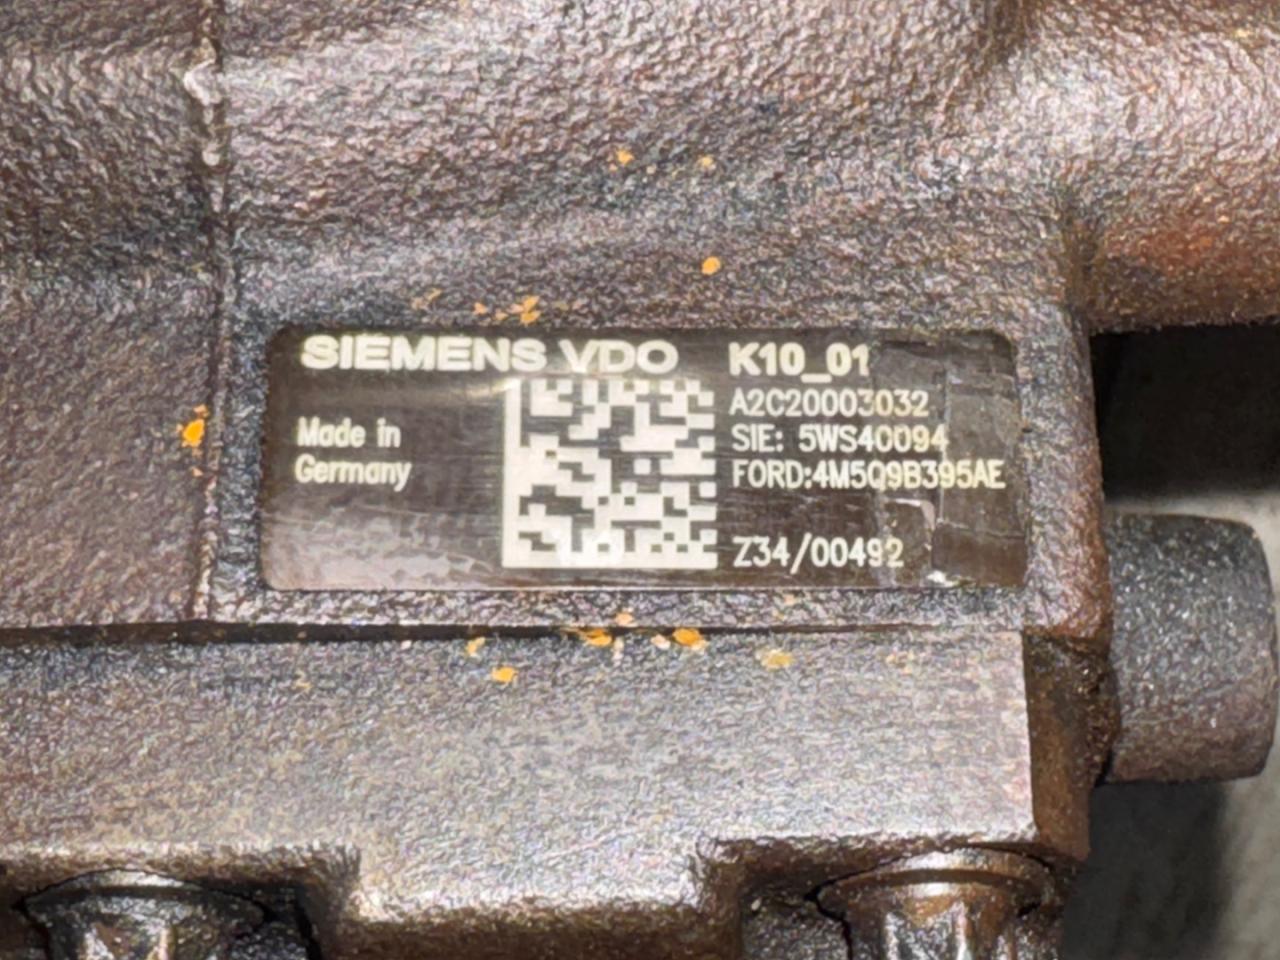 SIEMENS VDO K10_01
A2C20003032
Made in
Germany
SIE: 5WS40094
FORD:4M5Q9B395AE
Z34/00492